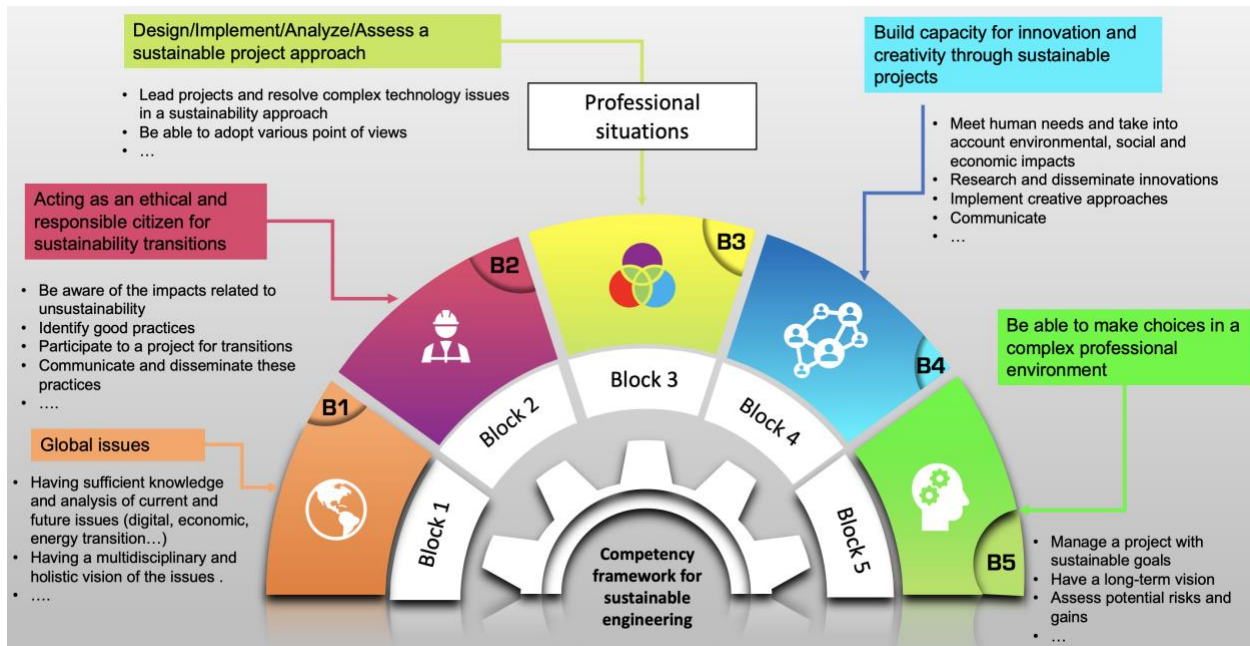 Design/Implement/Analyze/Assess a
sustainable project approach
• Lead projects and resolve complex technology issues
in a sustainability approach
• Be able to adopt various point of views
• …
Professional
situations
Build capacity for innovation and
creativity through sustainable
projects
• Meet human needs and take into
account environmental, social and
economic impacts
• Research and disseminate innovations
• Implement creative approaches
• Communicate
• …
Acting as an ethical and
responsible citizen for
sustainability transitions
• Be aware of the impacts related to
unsustainability
• Identify good practices
• Participate to a project for transitions
• Communicate and disseminate these
practices
• ….
Global issues
• Having sufficient knowledge
and analysis of current and
future issues (digital, economic,
energy transition…)
• Having a multidisciplinary and
holistic vision of the issues .
• ….
B1
B2
B3
B4
B5
Block 1
Block 2
Block 3
Block 4
Block 5
Competency
framework for
sustainable
engineering
Be able to make choices in a
complex professional
environment
• Manage a project with
sustainable goals
• Have a long-term vision
• Assess potential risks and
gains
• …